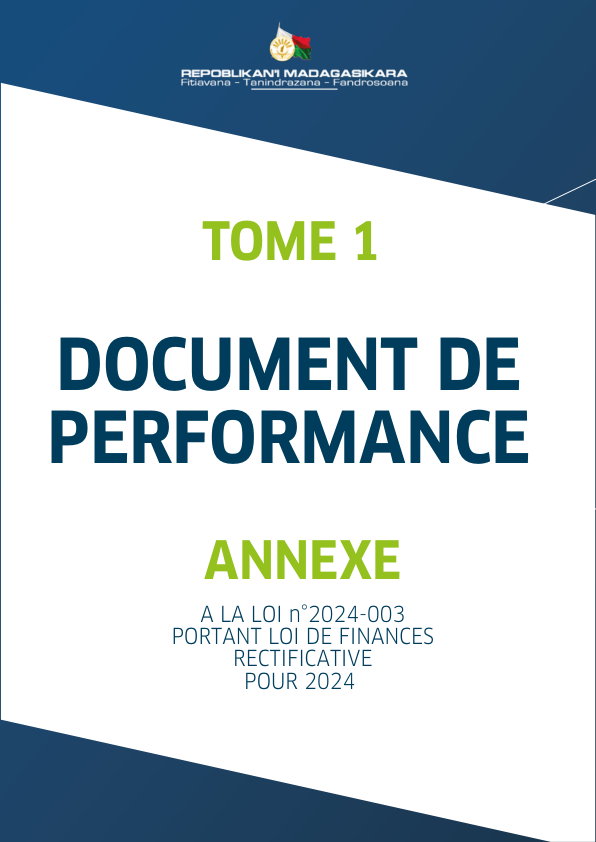 REPOBLIKAN'I MADAGASIKARA
Fitiavana - Tanindrazana - Fandrosoana
TOME 1
DOCUMENT DE
PERFORMANCE
ANNEXE
A LA LOI n°2024-003
PORTANT LOI DE FINANCES
RECTIFICATIVE
POUR 2024